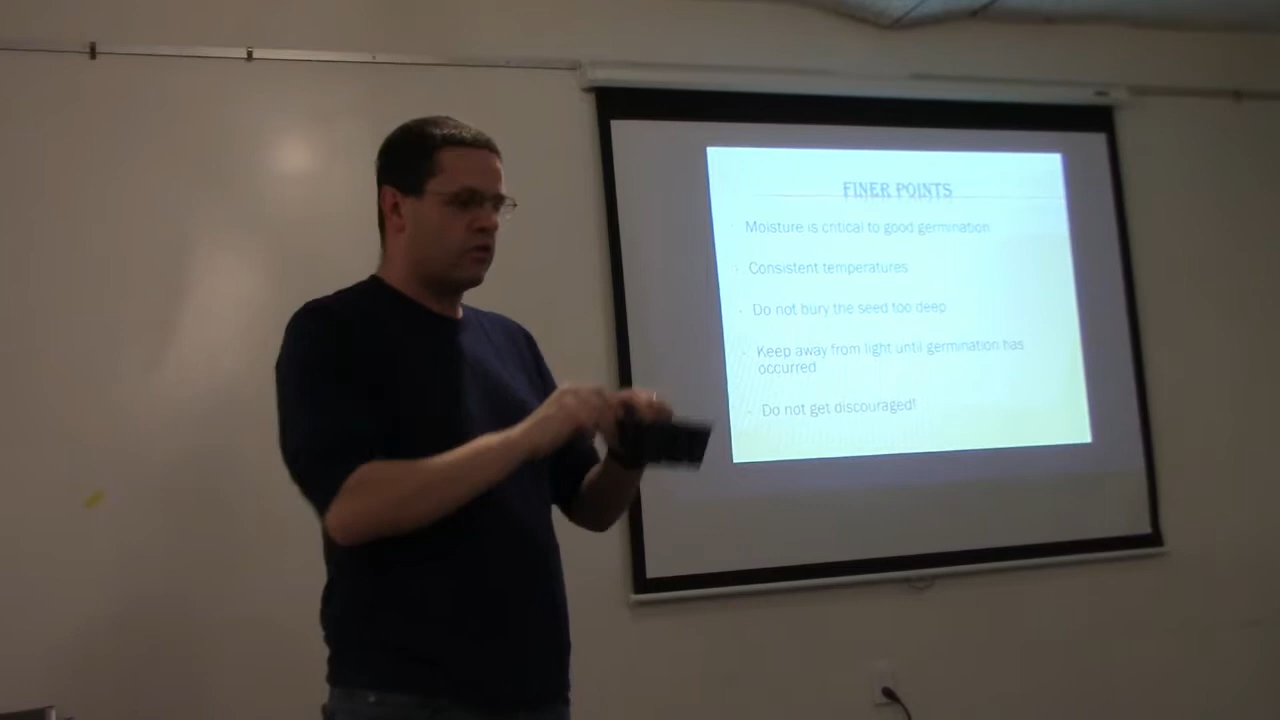 FINER POINTS
Moisture is critical to good germination
Consistent temperatures
Do not bury the seed too deep
Keep away from light until germination has
occurred
Do not get discouraged!